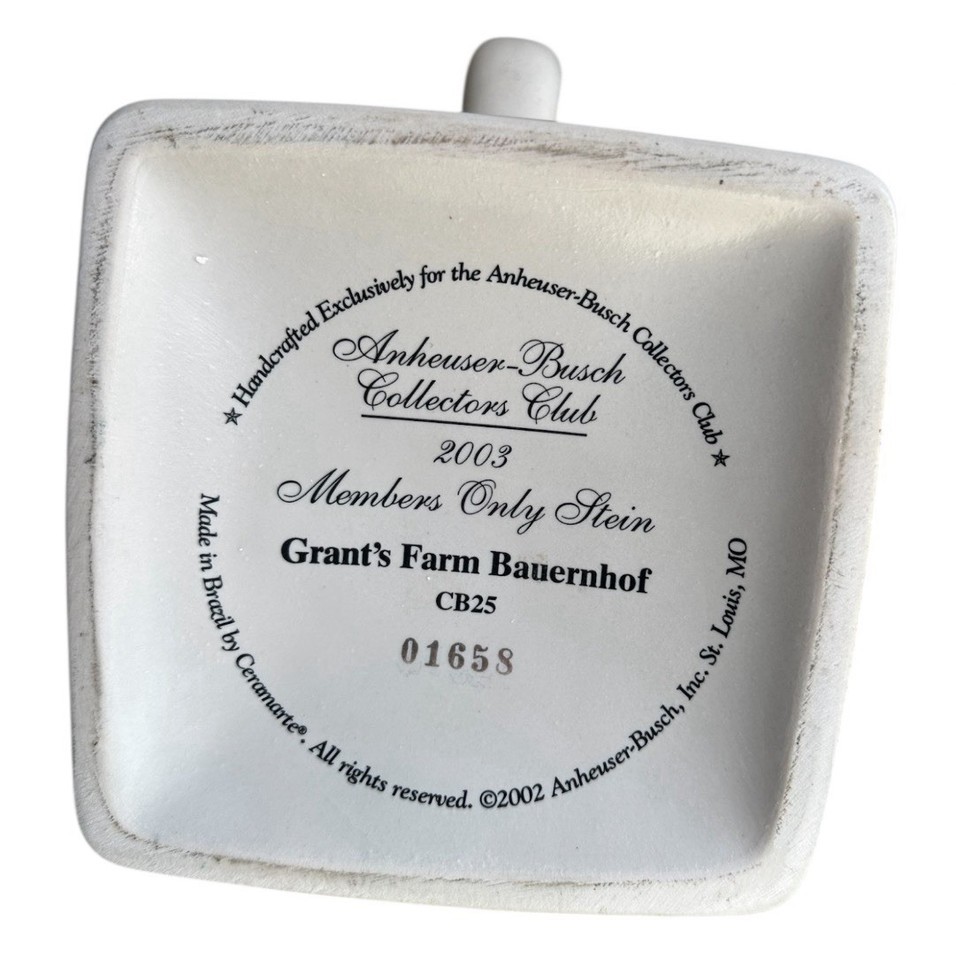 ★ Handcrafted Exclusively for the Anheuser-Busch Collectors Club ★
Anheuser-Busch
Collectors Club
2003
Members Only Stein
Grant's Farm Bauernhof
CB25
01658
Made in Brazil by Ceramarte®. All rights reserved. ©2002 Anheuser-Busch, Inc. St. Louis, MO